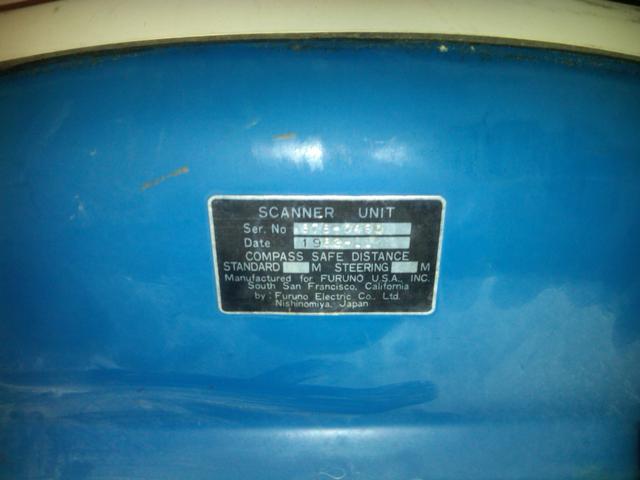 SCANNER UNIT
Ser. No
Date
COMPASS SAFE DISTANCE
STANDARD M STEERING M
Manufactured for FURUNO U.S.A., INC.
South San Francisco, California
by: Furuno Electric Co., Ltd.
Nishinomiya, Japan